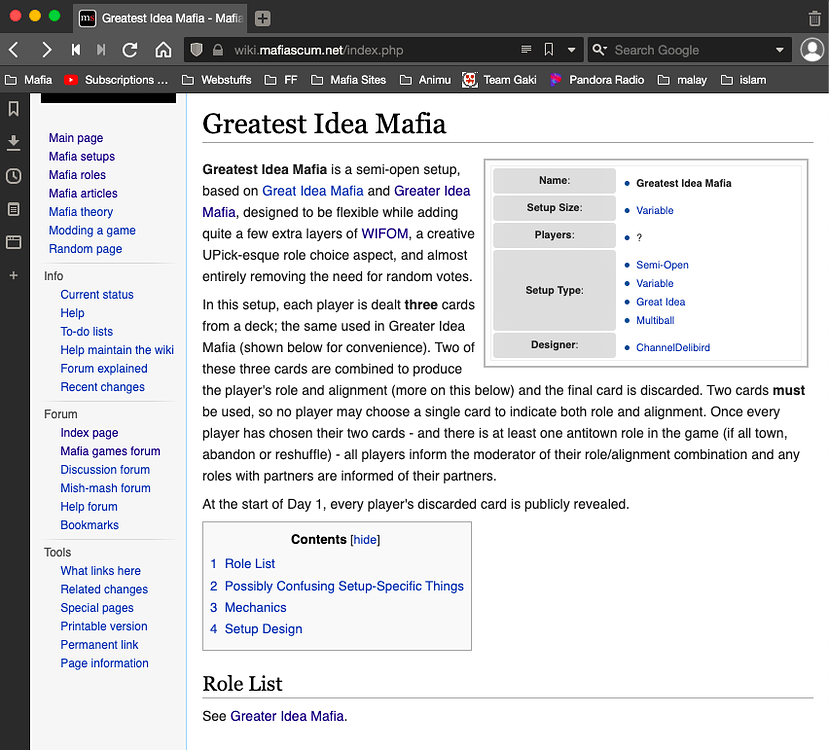 Greatest Idea Mafia - Mafia
wiki.mafiascum.net/index.php
Search Google
Mafia
Subscriptions ...
Webstuffs
FF
Mafia Sites
Animu
Team Gaki
Pandora Radio
malay
islam
Main page
Mafia setups
Mafia roles
Mafia articles
Mafia theory
Modding a game
Random page
Info
Current status
Help
To-do lists
Help maintain the wiki
Forum explained
Recent changes
Forum
Index page
Mafia games forum
Discussion forum
Mish-mash forum
Help forum
Bookmarks
Tools
What links here
Related changes
Special pages
Printable version
Permanent link
Page information
Greatest Idea Mafia
Greatest Idea Mafia is a semi-open setup,
based on Great Idea Mafia and Greater Idea
Mafia, designed to be flexible while adding
quite a few extra layers of WIFOM, a creative
UPick-esque role choice aspect, and almost
entirely removing the need for random votes.
Name:
Greatest Idea Mafia
Setup Size:
Variable
Players:
?
Setup Type:
Semi-Open
Variable
Great Idea
Multiball
Designer:
ChannelDelibird
In this setup, each player is dealt three cards
from a deck; the same used in Greater Idea
Mafia (shown below for convenience). Two of
these three cards are combined to produce
the player's role and alignment (more on this below) and the final card is discarded. Two cards must
be used, so no player may choose a single card to indicate both role and alignment. Once every
player has chosen their two cards - and there is at least one antitown role in the game (if all town,
abandon or reshuffle) - all players inform the moderator of their role/alignment combination and any
roles with partners are informed of their partners.
At the start of Day 1, every player's discarded card is publicly revealed.
Contents [hide]
1 Role List
2 Possibly Confusing Setup-Specific Things
3 Mechanics
4 Setup Design
Role List
See Greater Idea Mafia.